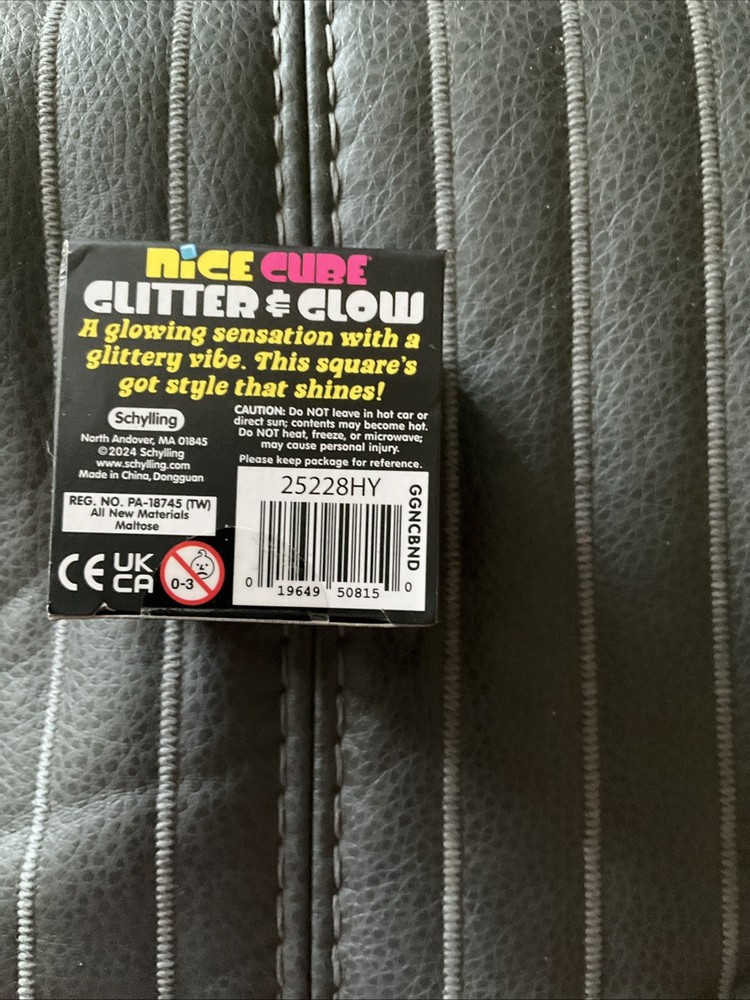 NiCE CUBE
GLITTER & GLOW
A glowing sensation with a
glittery vibe. This square's
got style that shines!
Schylling
North Andover, MA 01845
©2024 Schylling
www.schylling.com
Made in China, Dongguan
REG. NO. PA-18745 (TW)
All New Materials
Maltose
CAUTION: Do NOT leave in hot car or
direct sun; contents may become hot.
Do NOT heat, freeze, or microwave;
may cause personal injury.
Please keep package for reference.
25228HY
GGNCBND
0 19649 50815 0
CE
UK
CA
0-3